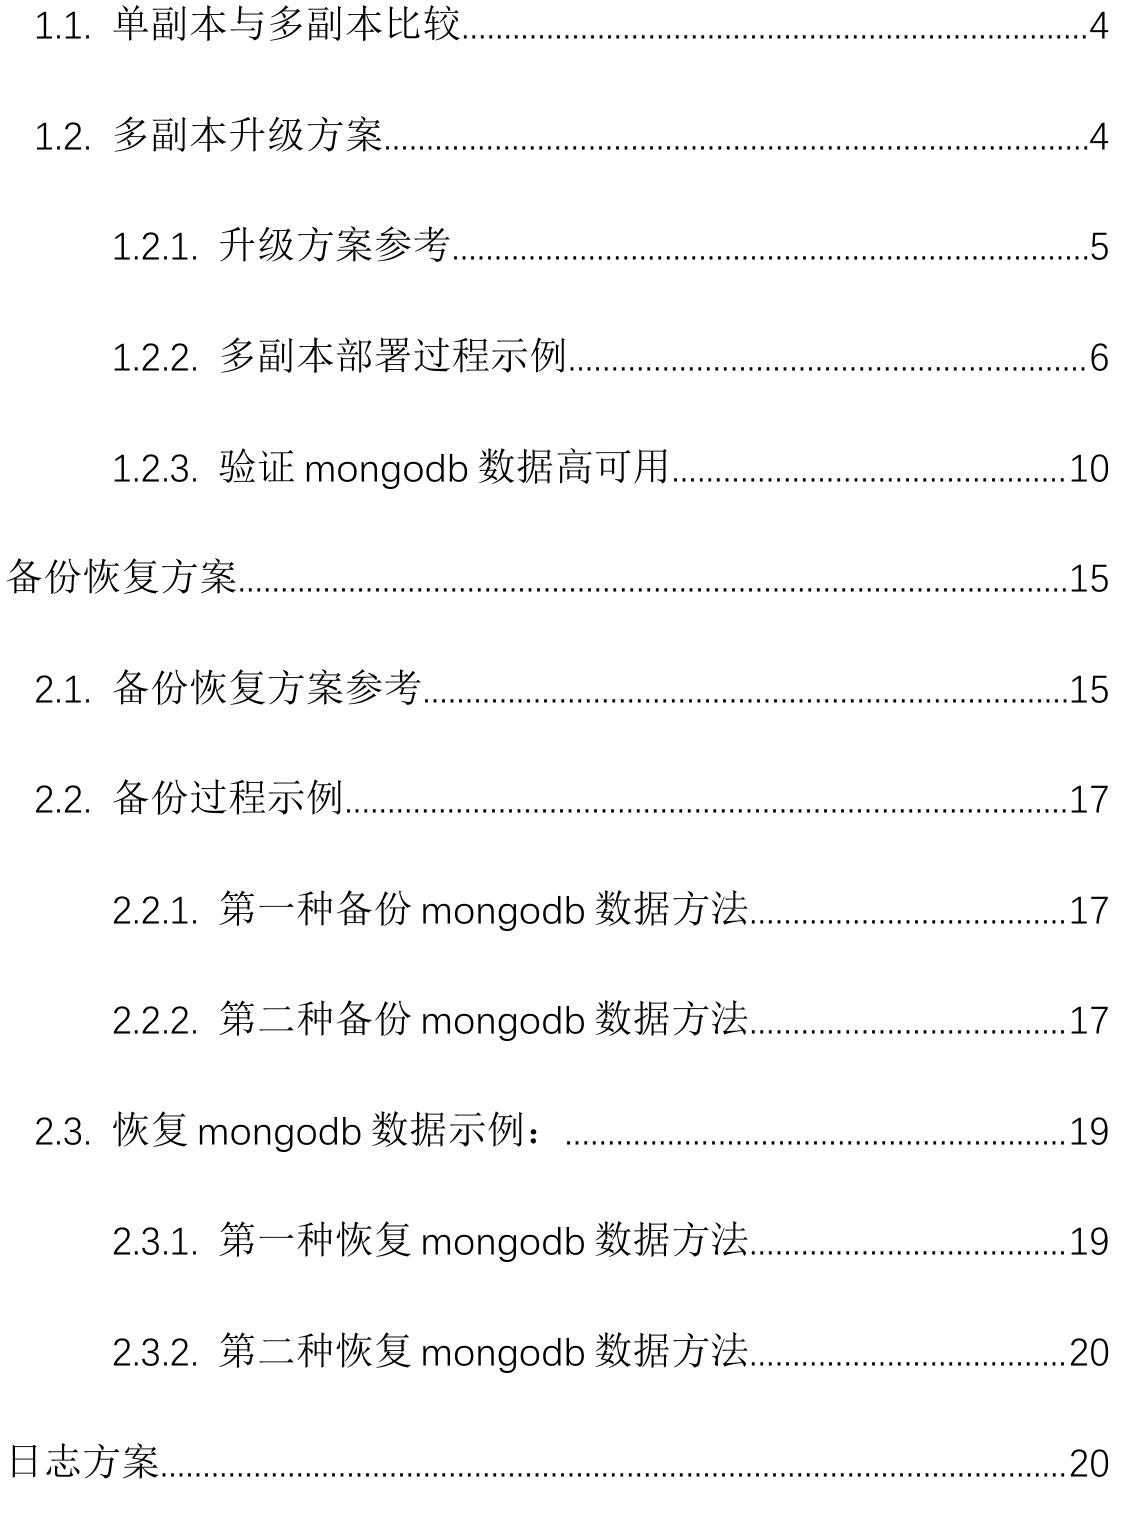 1.1. 单副本与多副本比较........................................4
1.2. 多副本升级方案........................................4
1.2.1. 升级方案参考........................................5
1.2.2. 多副本部署过程示例........................................6
1.2.3. 验证 mongodb 数据高可用........................................10
备份恢复方案........................................15
2.1. 备份恢复方案参考........................................15
2.2. 备份过程示例........................................17
2.2.1. 第一种备份 mongodb 数据方法........................................17
2.2.2. 第二种备份 mongodb 数据方法........................................17
2.3. 恢复 mongodb 数据示例：........................................19
2.3.1. 第一种恢复 mongodb 数据方法........................................19
2.3.2. 第二种恢复 mongodb 数据方法........................................20
日志方案........................................20